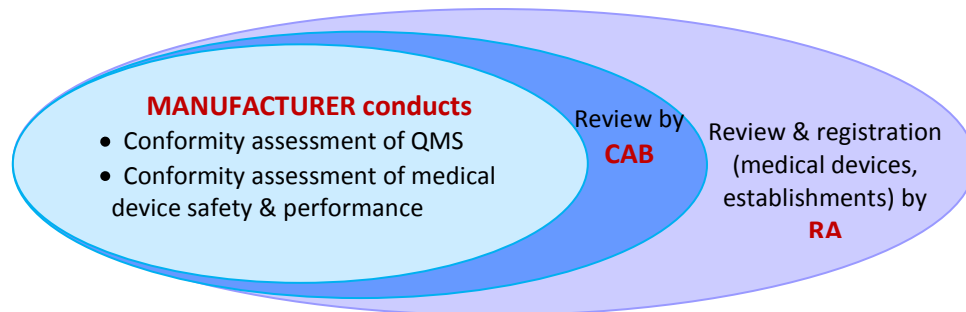 MANUFACTURER conducts
• Conformity assessment of QMS
• Conformity assessment of medical
device safety & performance
Review by
CAB
Review & registration
(medical devices,
establishments) by
RA